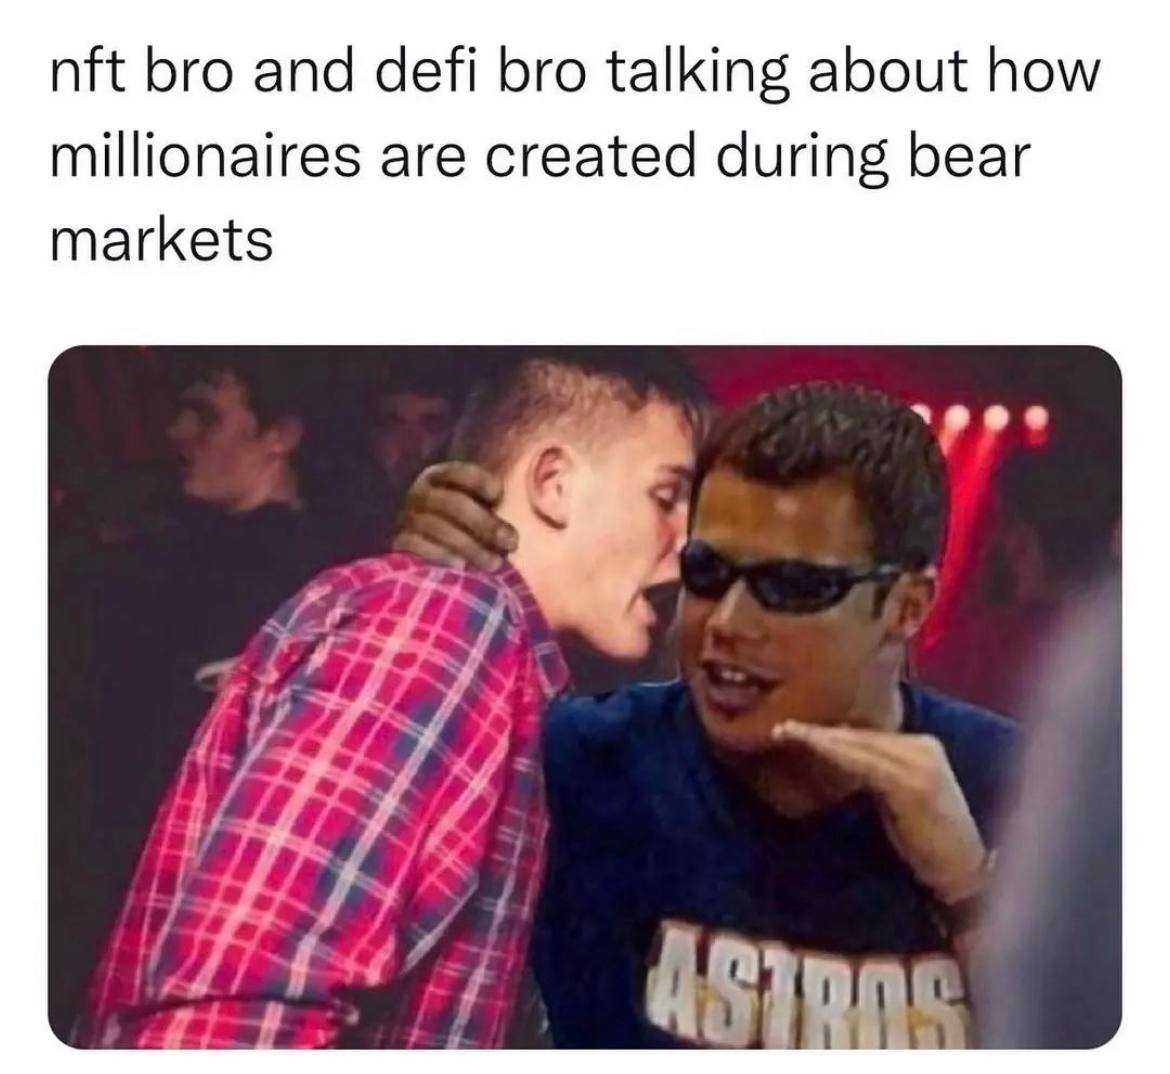 nft bro and defi bro talking about how
millionaires are created during bear
markets
ASTROS